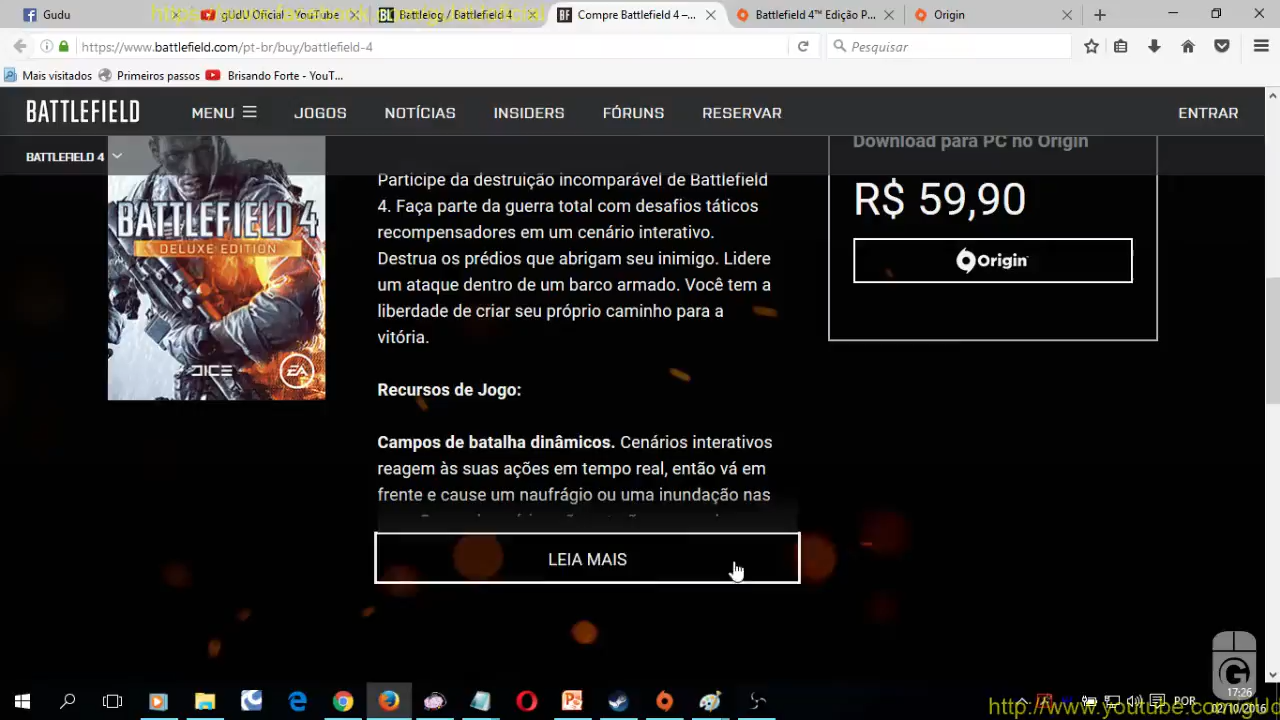 Gudu
güdÜ Oficial - YouTube
Battlelog / Battlefield 4
Compre Battlefield 4 –...
Battlefield 4™ Edição P...
Origin
https://www.battlefield.com/pt-br/buy/battlefield-4
Pesquisar
Mais visitados
Primeiros passos
Brisando Forte - YouT...
BATTLEFIELD
MENU
JOGOS
NOTÍCIAS
INSIDERS
FÓRUNS
RESERVAR
ENTRAR
BATTLEFIELD 4
BATTLEFIELD 4
DELUXE EDITION
DICE
EA
Participe da destruição incomparável de Battlefield
4. Faça parte da guerra total com desafios táticos
recompensadores em um cenário interativo.
Destrua os prédios que abrigam seu inimigo. Lidere
um ataque dentro de um barco armado. Você tem a
liberdade de criar seu próprio caminho para a
vitória.
Recursos de Jogo:
Campos de batalha dinâmicos. Cenários interativos
reagem às suas ações em tempo real, então vá em
frente e cause um naufrágio ou uma inundação nas
LEIA MAIS
Download para PC no Origin
R$ 59,90
Origin
G
POR
17:26
02/10/2016